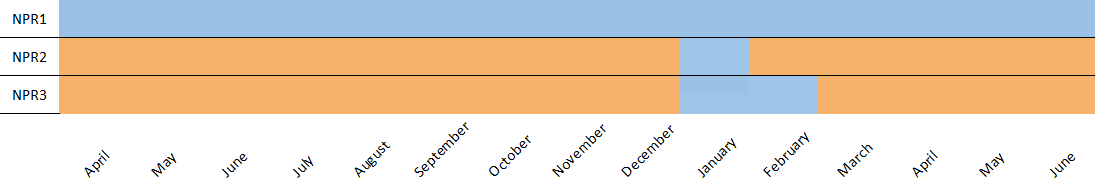 NPR1
NPR2
NPR3
April
May
June
July
August
September
October
November
December
January
February
March
April
May
June